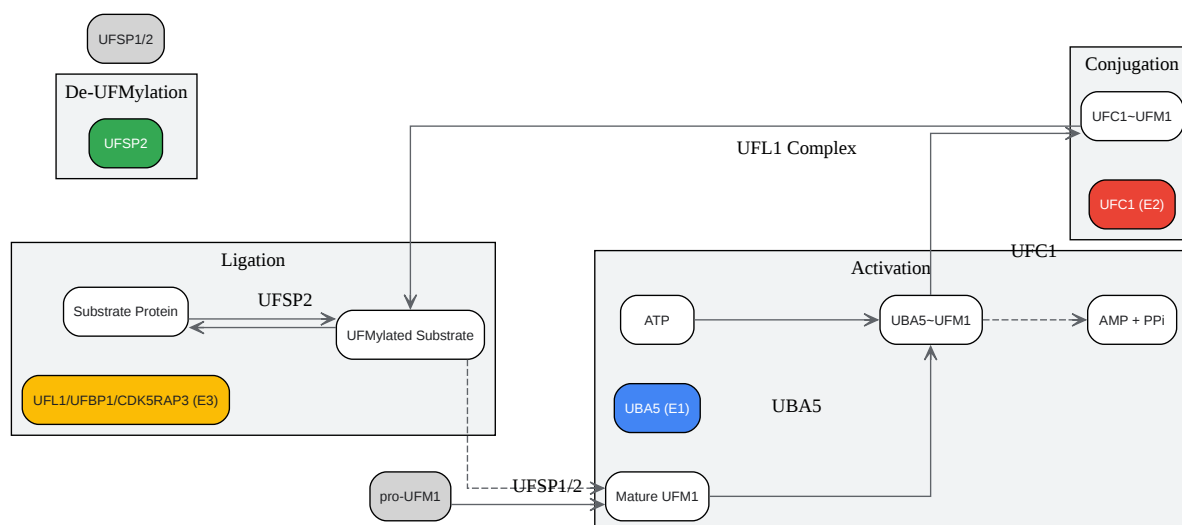 UFSP1/2
De-UFMylation
UFSP2
Conjugation
UFC1~UFM1
UFL1 Complex
UFC1 (E2)
UFC1
Ligation
Substrate Protein
UFSP2
UFMylated Substrate
UFL1/UFBP1/CDK5RAP3 (E3)
Activation
ATP
UBA5~UFM1
AMP + PPi
UBA5 (E1)
UBA5
pro-UFM1
UFSP1/2
Mature UFM1